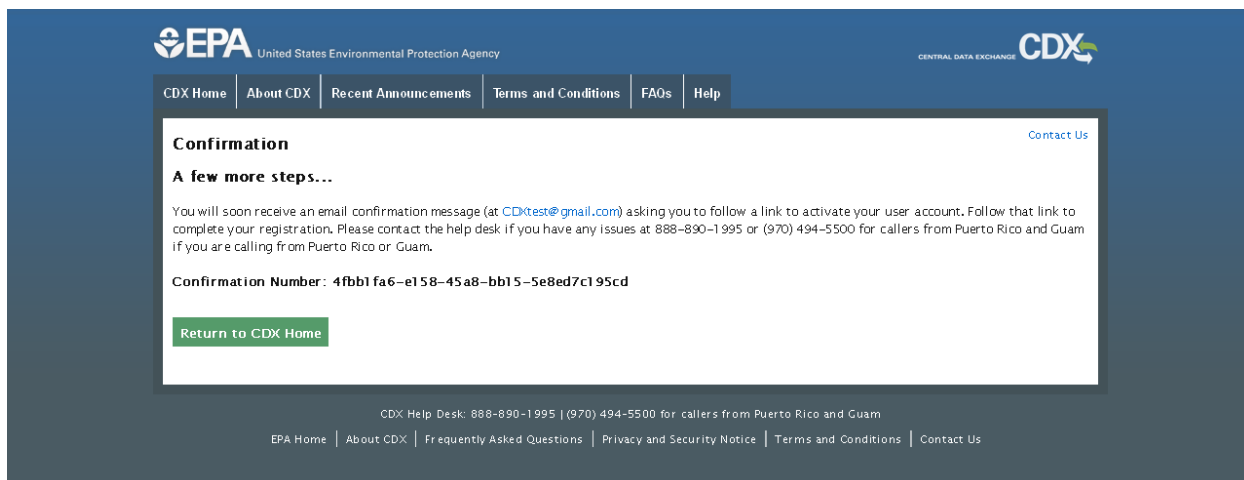 EPA United States Environmental Protection Agency
CENTRAL DATA EXCHANGE CDX
CDX Home About CDX Recent Announcements Terms and Conditions FAQs Help
Contact Us
Confirmation
A few more steps...
You will soon receive an email confirmation message (at CDXtest@gmail.com) asking you to follow a link to activate your user account. Follow that link to
complete your registration. Please contact the help desk if you have any issues at 888-890-1995 or (970) 494-5500 for callers from Puerto Rico and Guam
if you are calling from Puerto Rico or Guam.
Confirmation Number: 4fbb1fa6-e158-45a8-bb15-5e8ed7c195cd
Return to CDX Home
CDX Help Desk: 888-890-1995 | (970) 494-5500 for callers from Puerto Rico and Guam
EPA Home | About CDX | Frequently Asked Questions | Privacy and Security Notice | Terms and Conditions | Contact Us